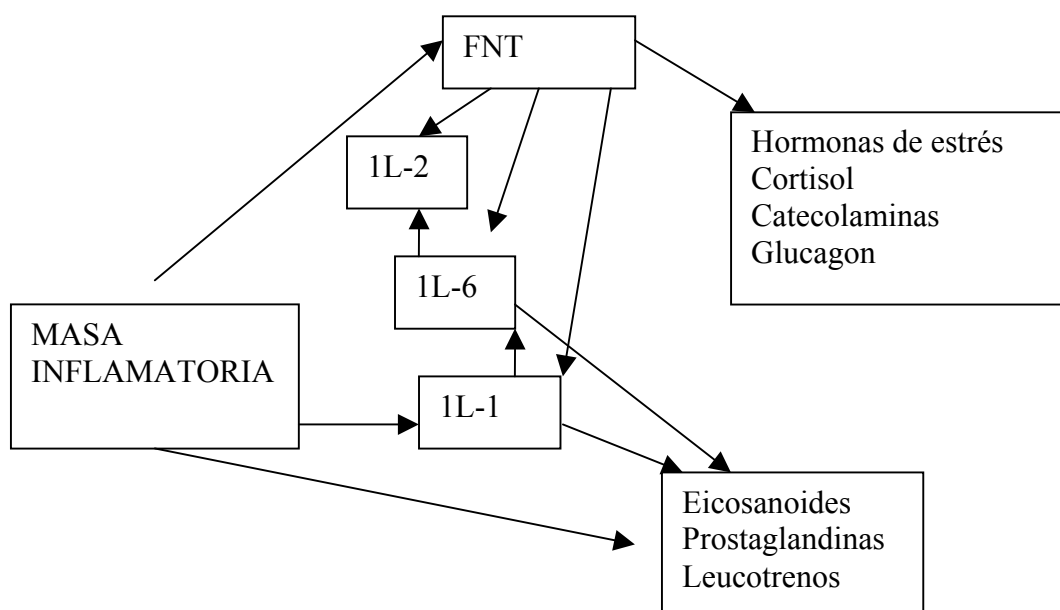 FNT
1L-2
Hormonas de estrés
Cortisol
Catecolaminas
Glucagon
1L-6
MASA
INFLAMATORIA
1L-1
Eicosanoides
Prostaglandinas
Leucotrenos